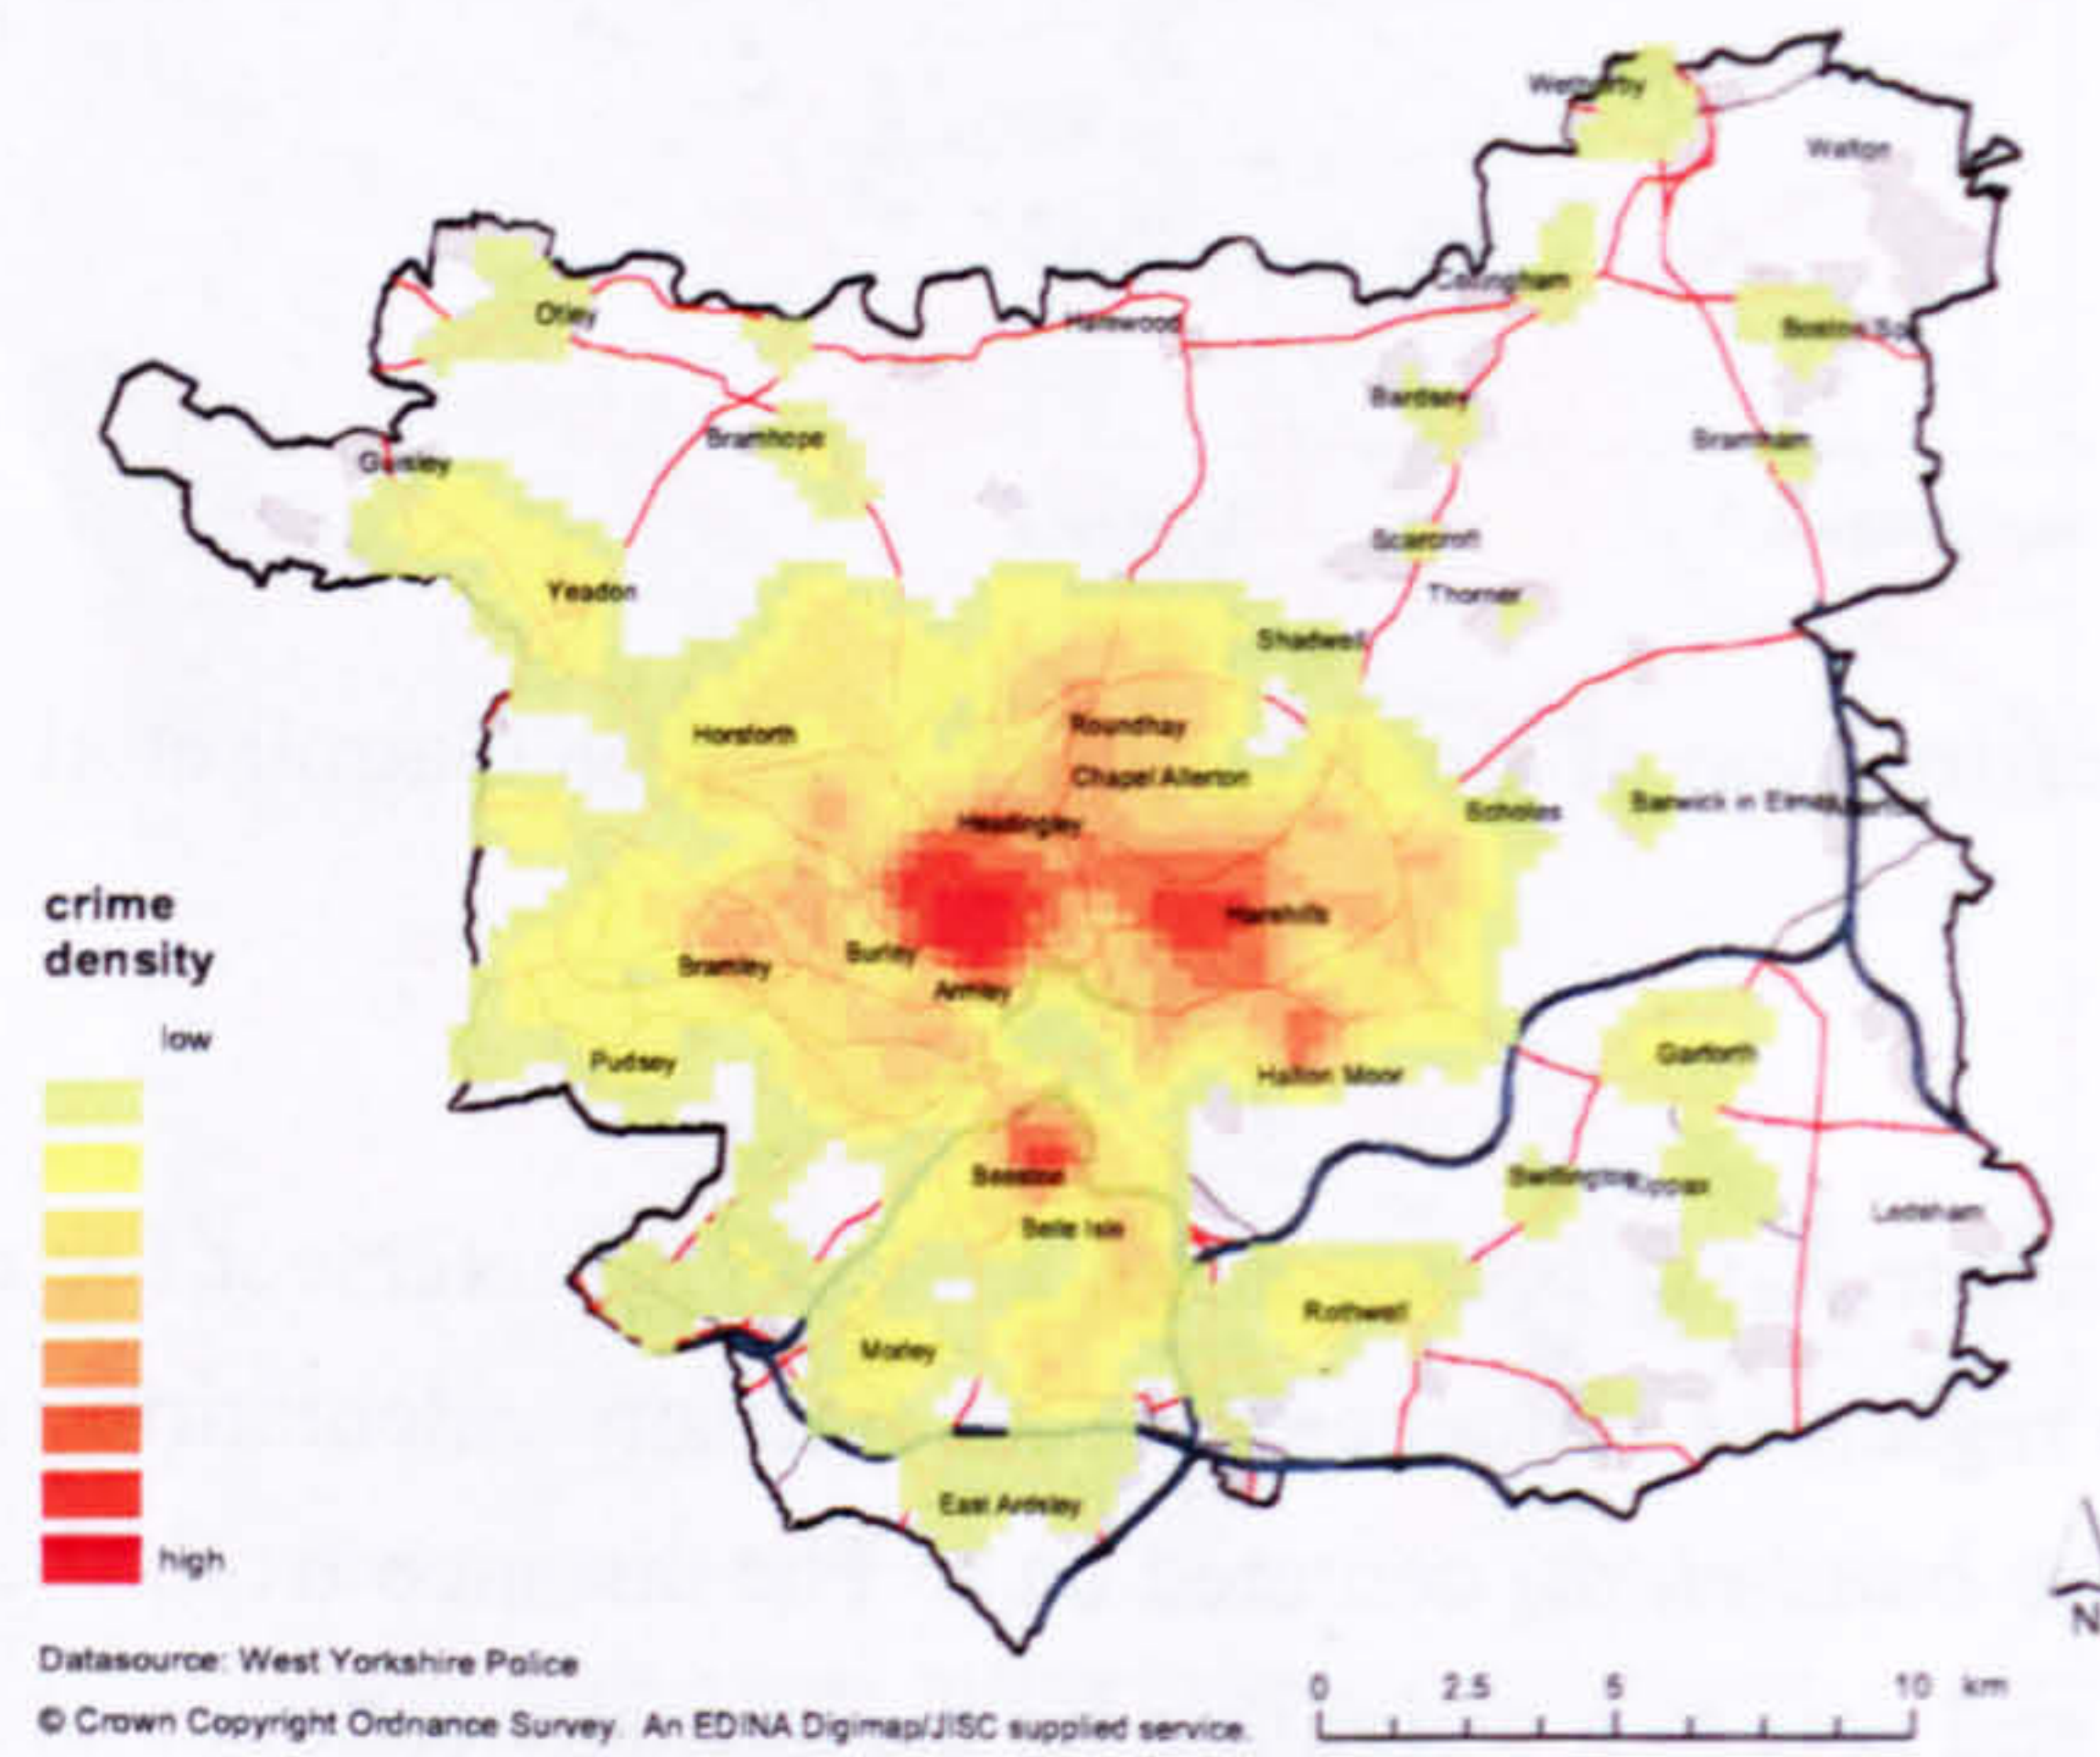 Wetherby
Walton
Collingham
Otley
Harewood
Boston Sp
Bardsey
Bramhope
Bramham
Guisley
Scarcroft
Yeadon
Thorner
Shadwell
Roundhay
Horsforth
Chapel Allerton
Headingley
Scholes
Barwick in Elmet
crime
density
Harehills
Burley
Bramley
Armley
low
Garforth
Pudsey
Halton Moor
Beeston
Swillington
Kippax
Ledsham
Belle Isle
Rothwell
Morley
East Ardsley
high
N
Datasource: West Yorkshire Police
0 2.5 5 10 km
© Crown Copyright Ordnance Survey. An EDINA Digimap/JISC supplied service.